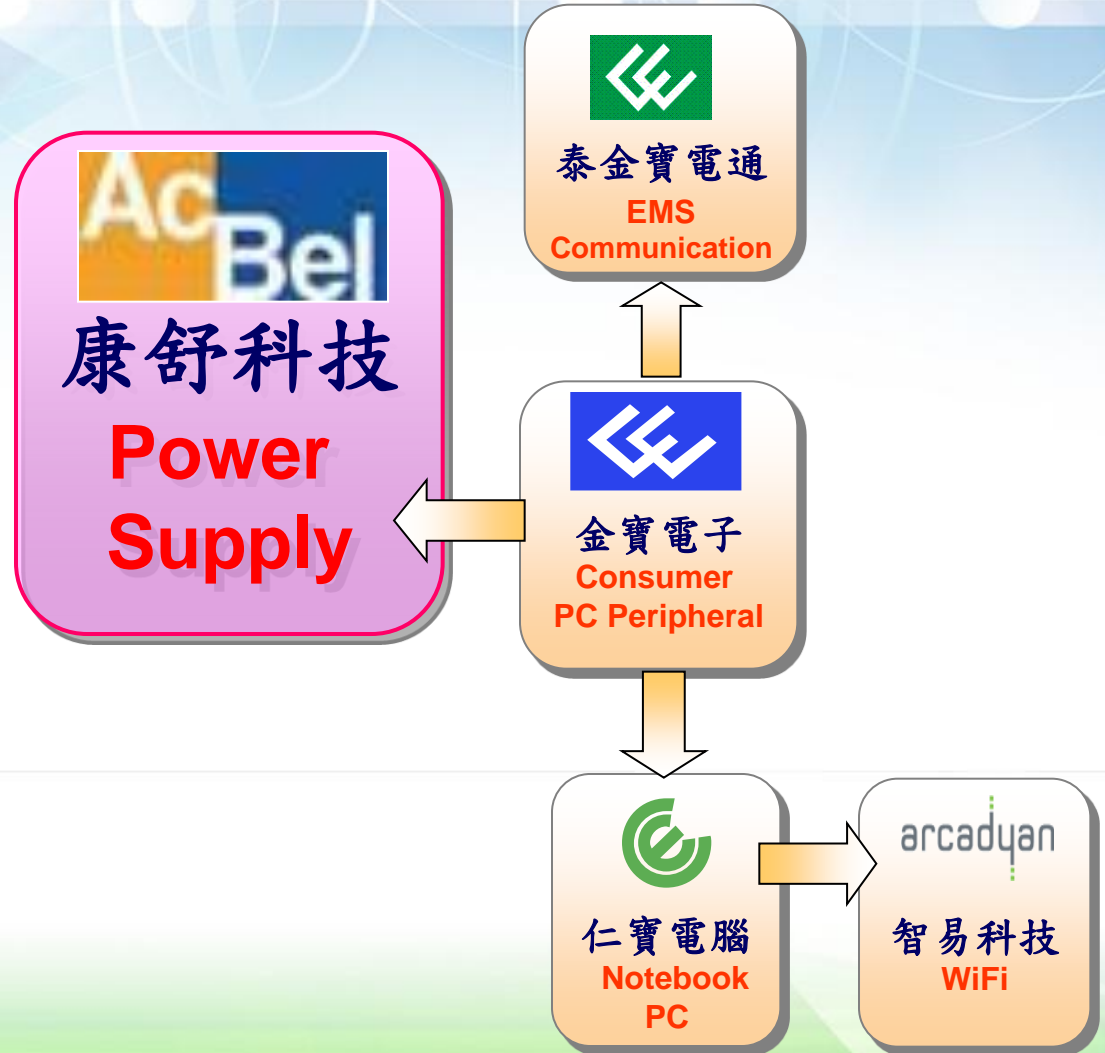 泰金寶電通
EMS
Communication
AcBel
康舒科技
Power
Supply
金寶電子
Consumer
PC Peripheral
仁寶電腦
Notebook
PC
arcadyan
智易科技
WiFi